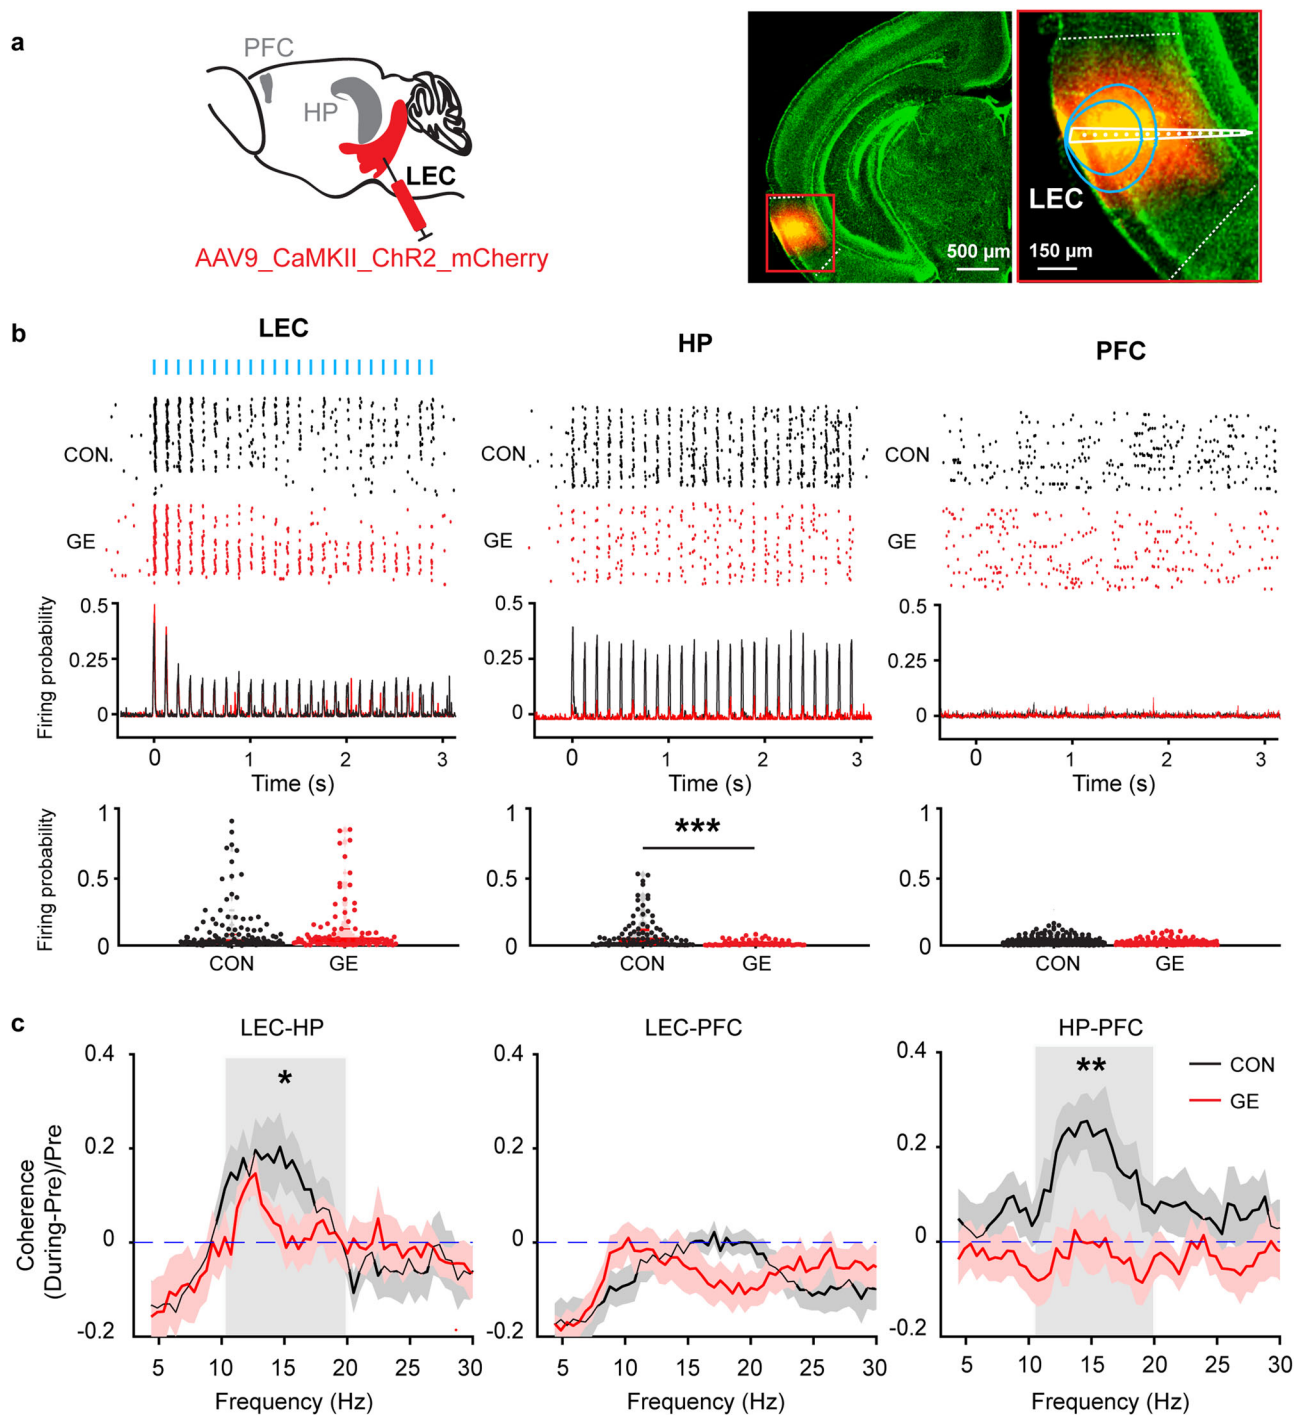 a
PFC
HP
LEC
AAV9_CaMKII_ChR2_mCherry
500 µm
LEC
150 µm
b
LEC
HP
PFC
CON
CON
CON
GE
GE
GE
Firing probability
0.5
0.25
0
0.5
0.25
0
0.5
0.25
0
0 1 2 3
0 1 2 3
0 1 2 3
Time (s)
Time (s)
Time (s)
Firing probability
1
0.5
0
1
0.5
0
1
0.5
0
***
CON GE
CON GE
CON GE
c
LEC-HP
LEC-PFC
HP-PFC
Coherence
(During-Pre)/Pre
0.4
0.2
0
-0.2
0.4
0.2
0
-0.2
0.4
0.2
0
-0.2
*
**
CON
GE
5 10 15 20 25 30
5 10 15 20 25 30
5 10 15 20 25 30
Frequency (Hz)
Frequency (Hz)
Frequency (Hz)